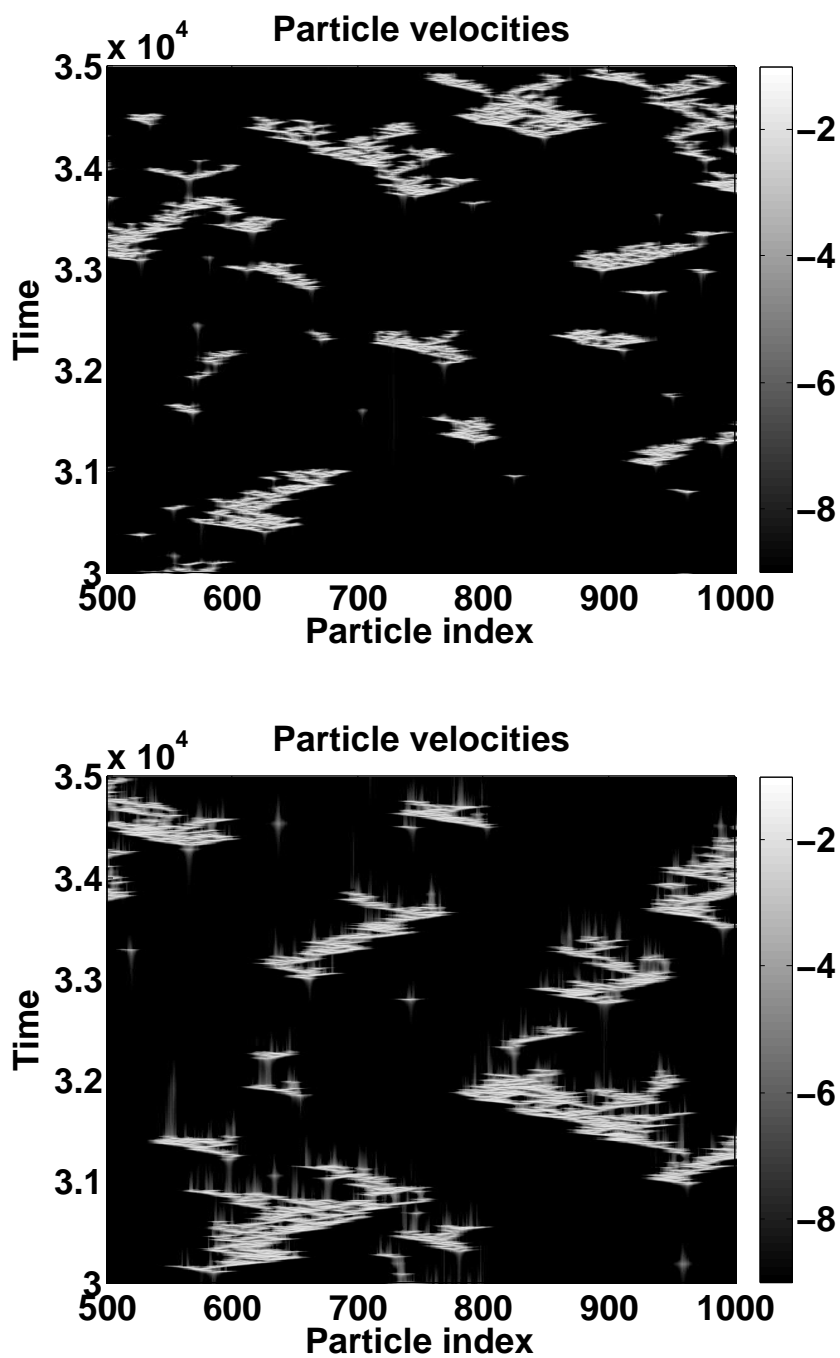 Particle velocities
x 10^4
3.5
3.4
3.3
3.2
3.1
3
Time
500 600 700 800 900 1000
Particle index
−2
−4
−6
−8
Particle velocities
x 10^4
3.5
3.4
3.3
3.2
3.1
3
Time
500 600 700 800 900 1000
Particle index
−2
−4
−6
−8